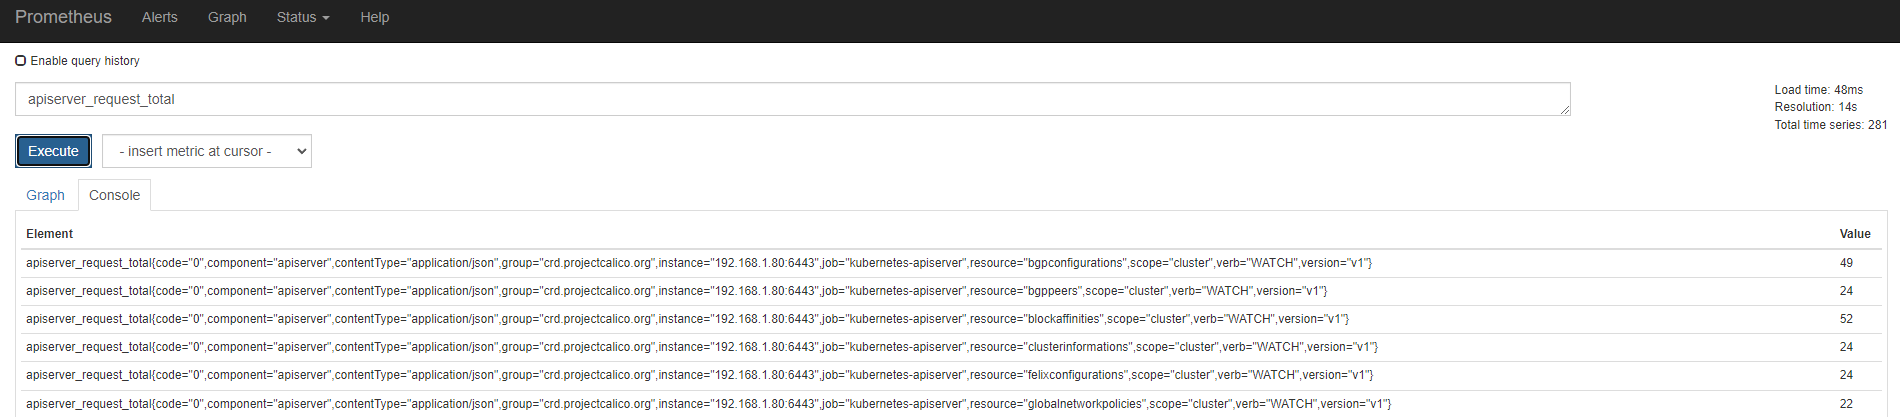 Prometheus Alerts Graph Status Help
Enable query history
apiserver_request_total
Load time: 48ms
Resolution: 14s
Total time series: 281
Execute - insert metric at cursor -
Graph Console
Element Value
apiserver_request_total{code="0",component="apiserver",contentType="application/json",group="crd.projectcalico.org",instance="192.168.1.80:6443",job="kubernetes-apiserver",resource="bgpconfigurations",scope="cluster",verb="WATCH",version="v1"} 49
apiserver_request_total{code="0",component="apiserver",contentType="application/json",group="crd.projectcalico.org",instance="192.168.1.80:6443",job="kubernetes-apiserver",resource="bgppeers",scope="cluster",verb="WATCH",version="v1"} 24
apiserver_request_total{code="0",component="apiserver",contentType="application/json",group="crd.projectcalico.org",instance="192.168.1.80:6443",job="kubernetes-apiserver",resource="blockaffinities",scope="cluster",verb="WATCH",version="v1"} 52
apiserver_request_total{code="0",component="apiserver",contentType="application/json",group="crd.projectcalico.org",instance="192.168.1.80:6443",job="kubernetes-apiserver",resource="clusterinformations",scope="cluster",verb="WATCH",version="v1"} 24
apiserver_request_total{code="0",component="apiserver",contentType="application/json",group="crd.projectcalico.org",instance="192.168.1.80:6443",job="kubernetes-apiserver",resource="felixconfigurations",scope="cluster",verb="WATCH",version="v1"} 24
apiserver_request_total{code="0",component="apiserver",contentType="application/json",group="crd.projectcalico.org",instance="192.168.1.80:6443",job="kubernetes-apiserver",resource="globalnetworkpolicies",scope="cluster",verb="WATCH",version="v1"} 22